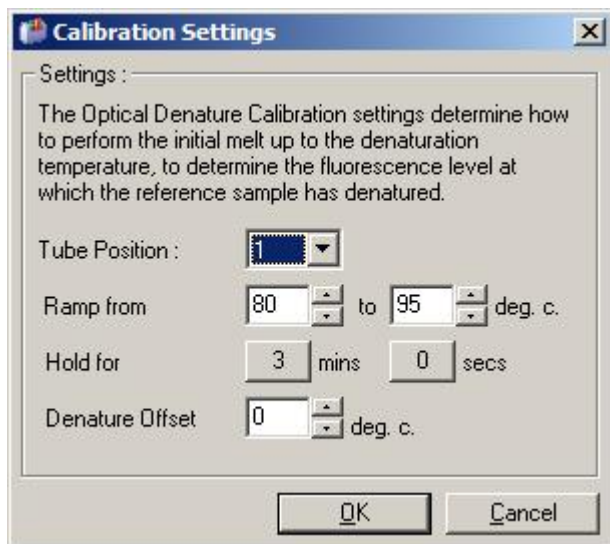 Calibration Settings
Settings :
The Optical Denature Calibration settings determine how
to perform the initial melt up to the denaturation
temperature, to determine the fluorescence level at
which the reference sample has denatured.
Tube Position : 1
Ramp from 80 to 95 deg. c.
Hold for 3 mins 0 secs
Denature Offset 0 deg. c.
OK Cancel